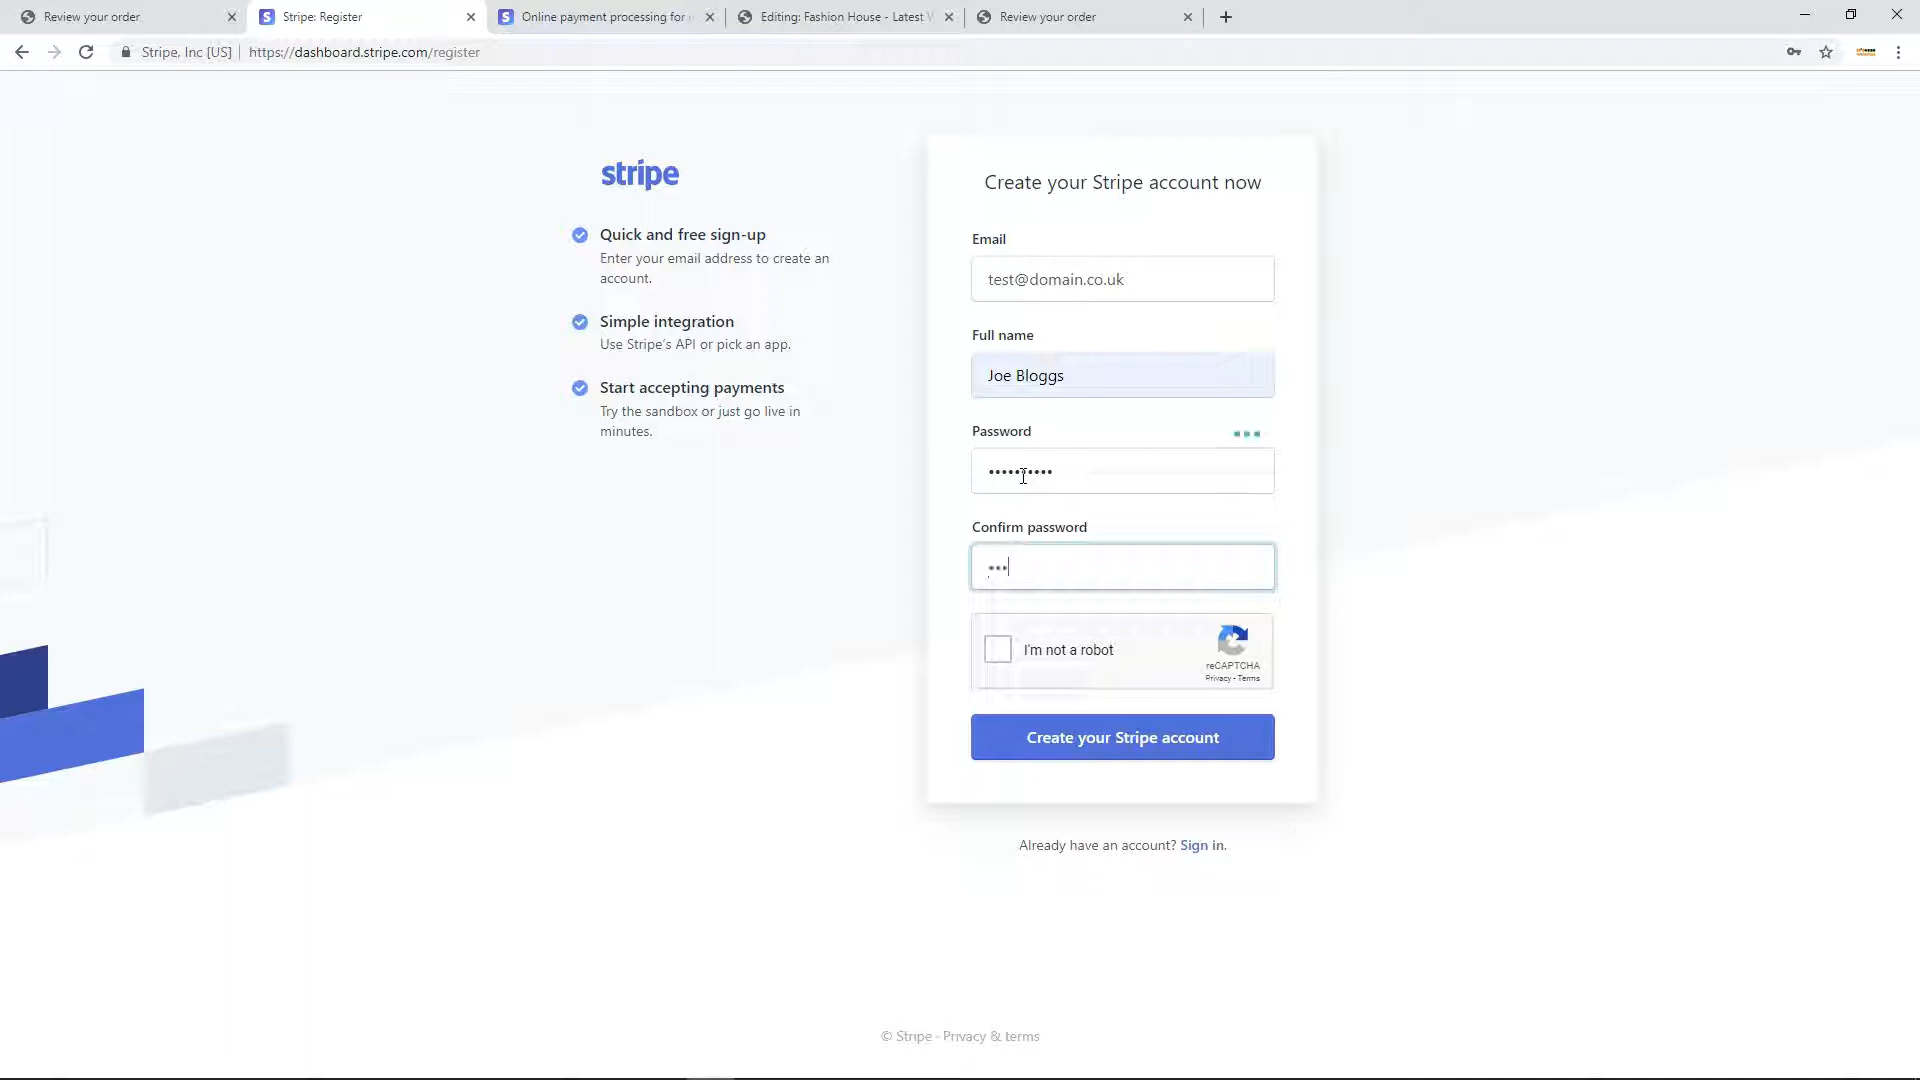 Review your order
Stripe: Register
Online payment processing for
Editing: Fashion House - Latest
Review your order
Stripe, Inc [US]
https://dashboard.stripe.com/register
stripe
Quick and free sign-up
Enter your email address to create an
account.
Simple integration
Use Stripe's API or pick an app.
Start accepting payments
Try the sandbox or just go live in
minutes.
Create your Stripe account now
Email
test@domain.co.uk
Full name
Joe Bloggs
Password
Confirm password
I'm not a robot
reCAPTCHA
Privacy - Terms
Create your Stripe account
Already have an account? Sign in.
© Stripe - Privacy & terms